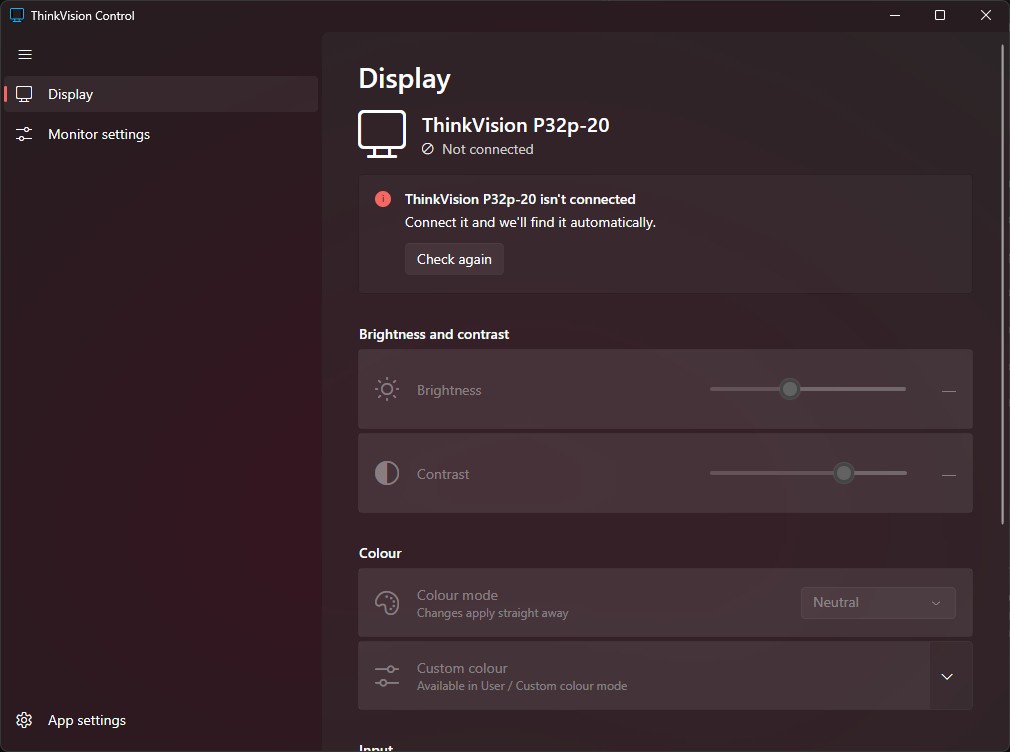 ThinkVision Control
Display
Monitor settings
App settings
Display
ThinkVision P32p-20
Not connected
ThinkVision P32p-20 isn't connected
Connect it and we'll find it automatically.
Check again
Brightness and contrast
Brightness
—
Contrast
—
Colour
Colour mode
Changes apply straight away
Neutral
Custom colour
Available in User / Custom colour mode
Input